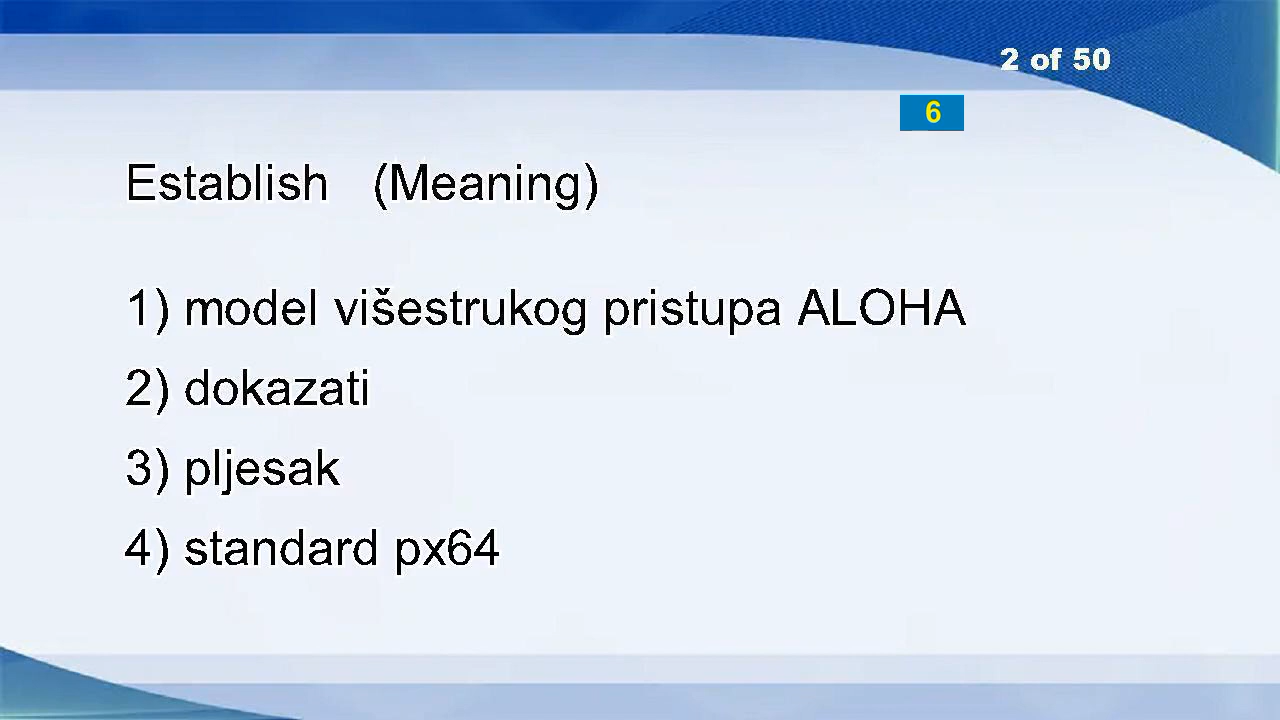 2 of 50
6
Establish (Meaning)
1) model višestrukog pristupa ALOHA
2) dokazati
3) pljesak
4) standard px64